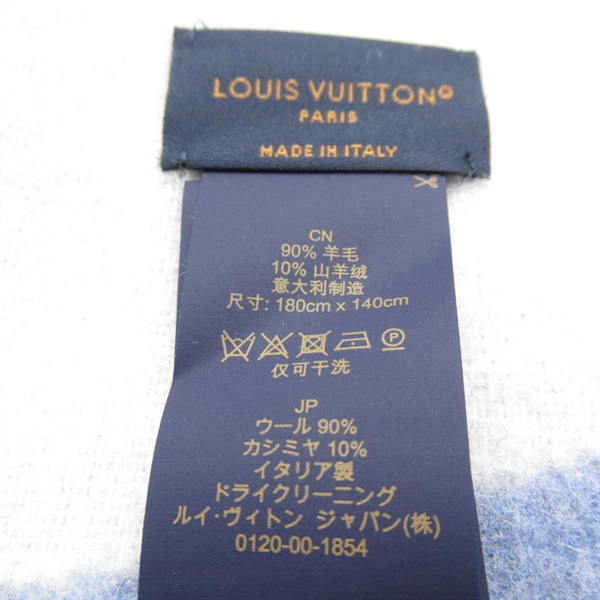 LOUIS VUITTON®
PARIS
MADE IN ITALY
CN
90% 羊毛
10% 山羊绒
意大利制造
尺寸: 180cm x 140cm
P
仅可干洗
JP
ウール 90%
カシミヤ 10%
イタリア製
ドライクリーニング
ルイ･ヴィトン ジャパン(株)
0120-00-1854